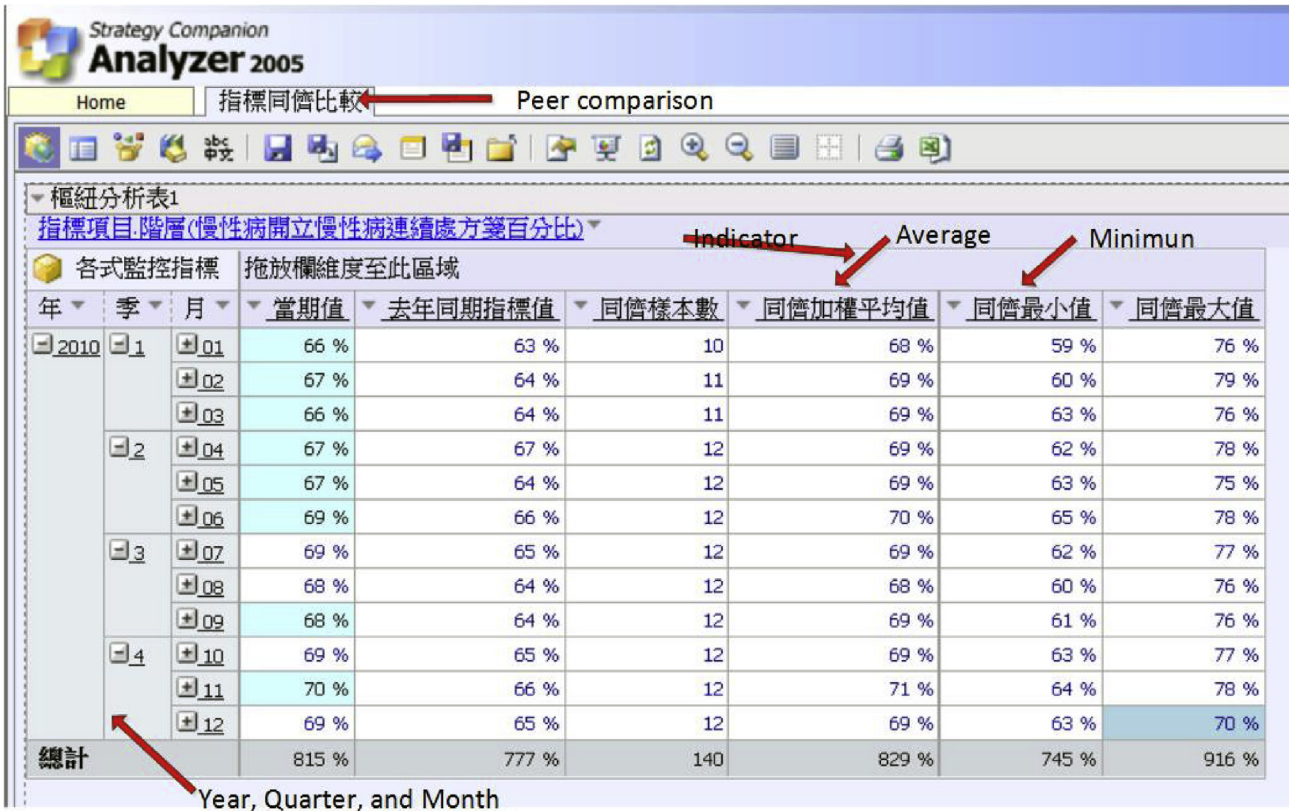 Strategy Companion
Analyzer 2005
Home 指標同儕比較 Peer comparison
abc 中文
樞紐分析表1
指標項目.階層(慢性病開立慢性病連續處方箋百分比)
Indicator Average Minimun
各式監控指標 拖放欄維度至此區域
年 季 月 當期值 去年同期指標值 同儕樣本數 同儕加權平均值 同儕最小值 同儕最大值
2010 1 01 66 % 63 % 10 68 % 59 % 76 %
02 67 % 64 % 11 69 % 60 % 79 %
03 66 % 64 % 11 69 % 63 % 76 %
2 04 67 % 67 % 12 69 % 62 % 78 %
05 67 % 64 % 12 69 % 63 % 75 %
06 69 % 66 % 12 70 % 65 % 78 %
3 07 69 % 65 % 12 69 % 62 % 77 %
08 68 % 64 % 12 68 % 60 % 76 %
09 68 % 64 % 12 69 % 61 % 76 %
4 10 69 % 65 % 12 69 % 63 % 77 %
11 70 % 66 % 12 71 % 64 % 78 %
12 69 % 65 % 12 69 % 63 % 70 %
總計 815 % 777 % 140 829 % 745 % 916 %
Year, Quarter, and Month